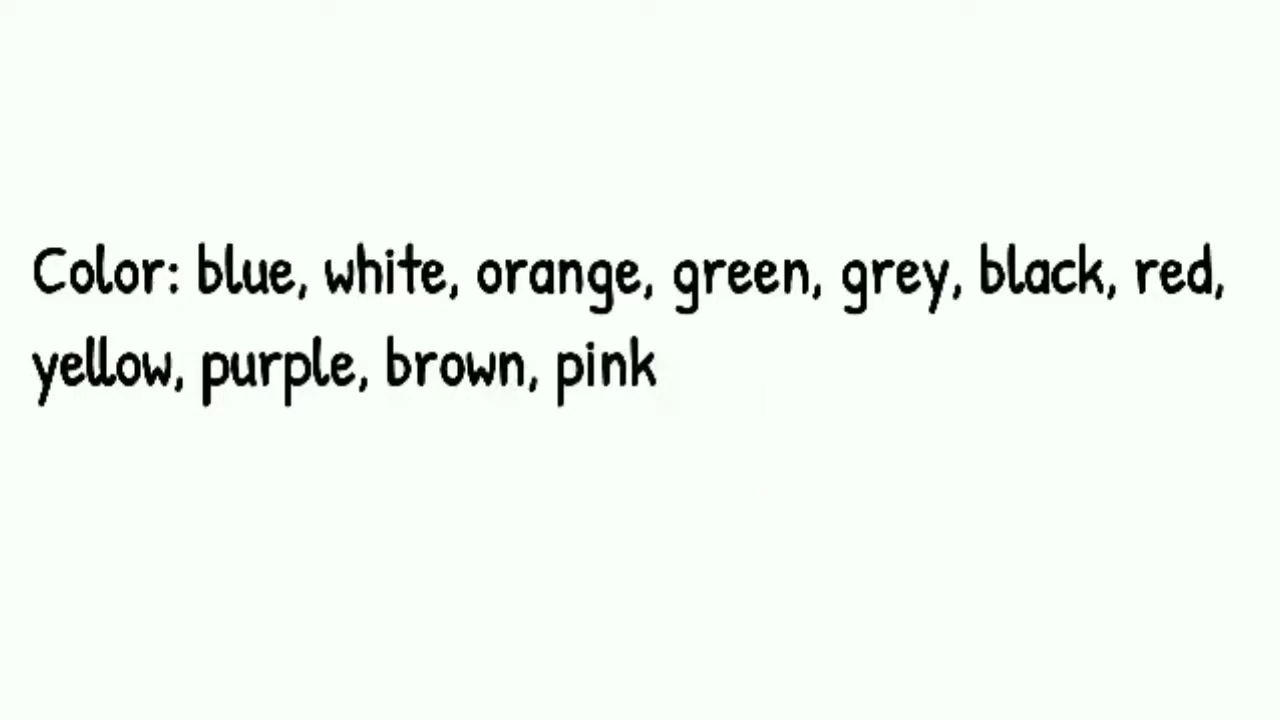 Color: blue, white, orange, green, grey, black, red,
yellow, purple, brown, pink